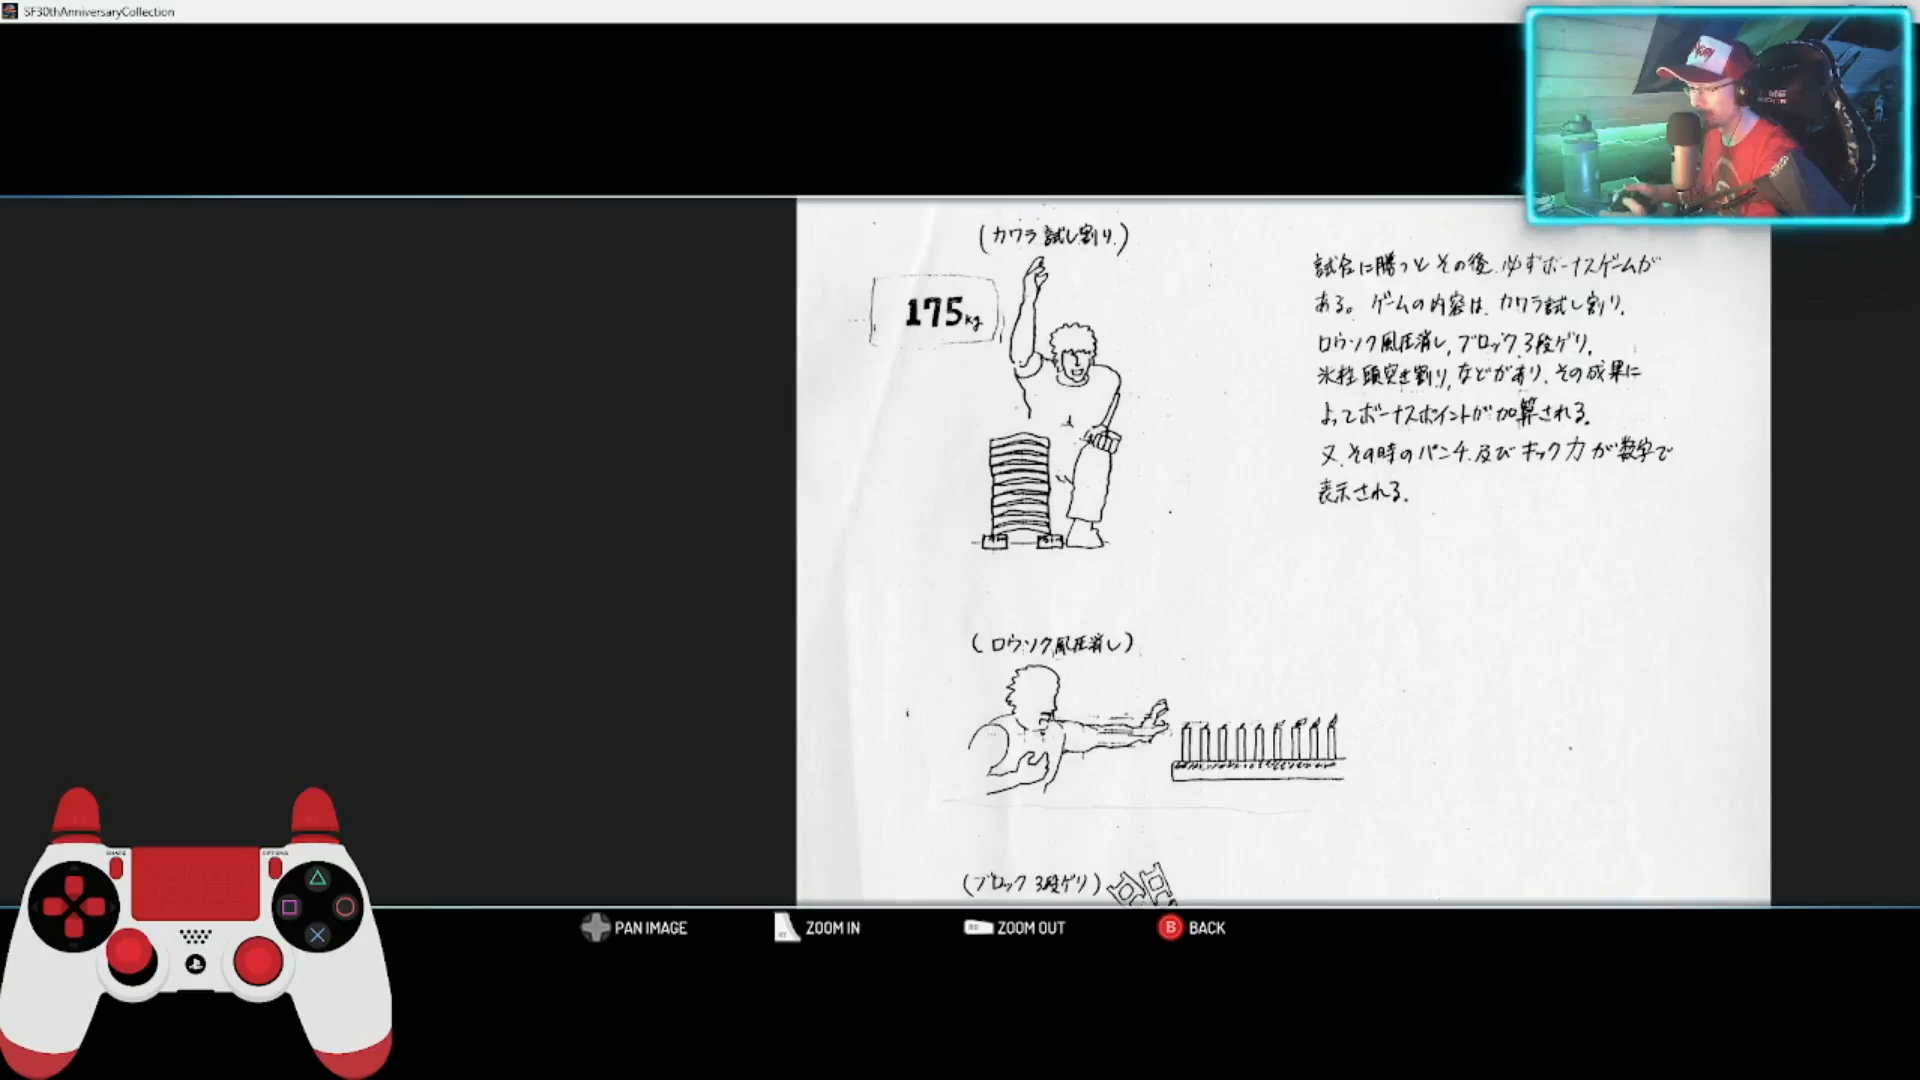 SF30thAnniversaryCollection
(カワラ試し割り)
175kg
試合に勝つとその後、必ずボーナスゲームが
ある。ゲームの内容は、カワラ試し割り、
ロウソク風圧消し、ブロック3段ゲリ、
氷柱頭突き割り、などがあり、その成果に
よってボーナスポイントが加算される。
又、その時のパンチ及びキック力が数字で
表示される。
(ロウソク風圧消し)
(ブロック3段ゲリ)
PAN IMAGE
ZOOM IN
ZOOM OUT
B BACK